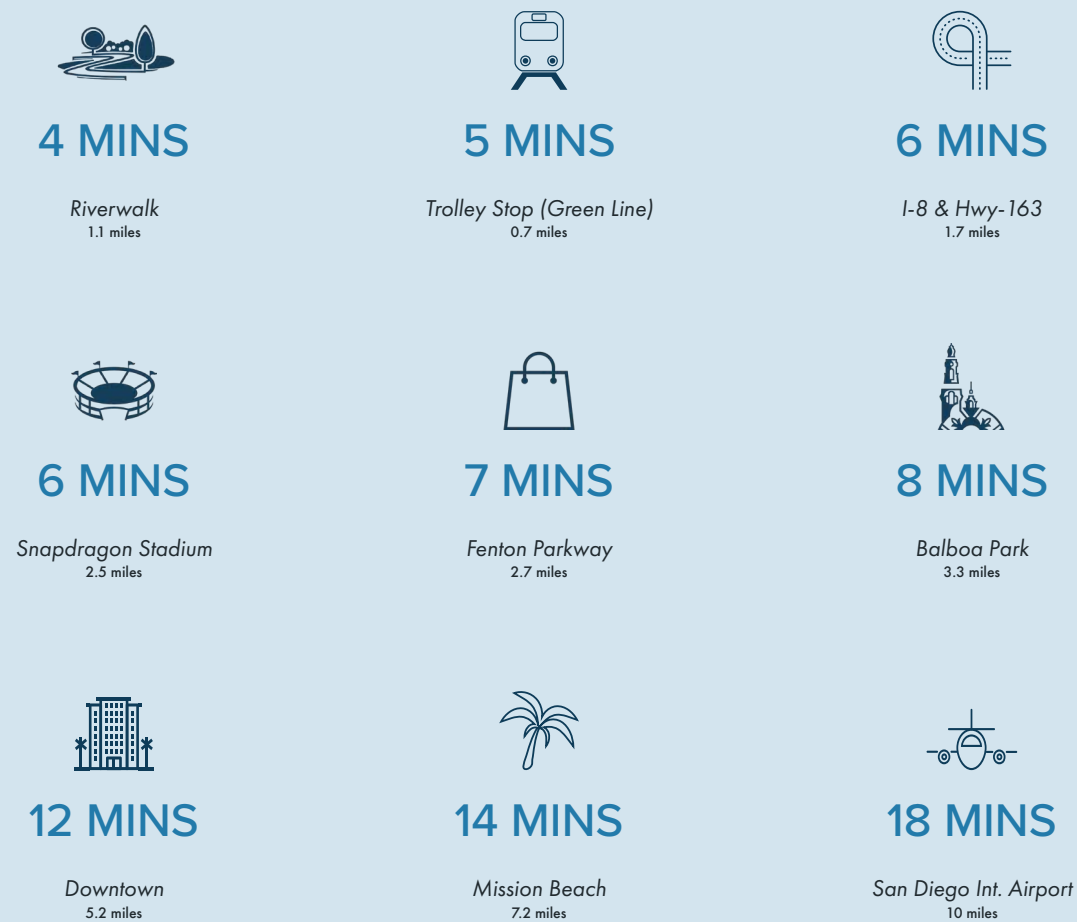 4 MINS
Riverwalk
1.1 miles
5 MINS
Trolley Stop (Green Line)
0.7 miles
6 MINS
I-8 & Hwy-163
1.7 miles
6 MINS
Snapdragon Stadium
2.5 miles
7 MINS
Fenton Parkway
2.7 miles
8 MINS
Balboa Park
3.3 miles
12 MINS
Downtown
5.2 miles
14 MINS
Mission Beach
7.2 miles
18 MINS
San Diego Int. Airport
10 miles